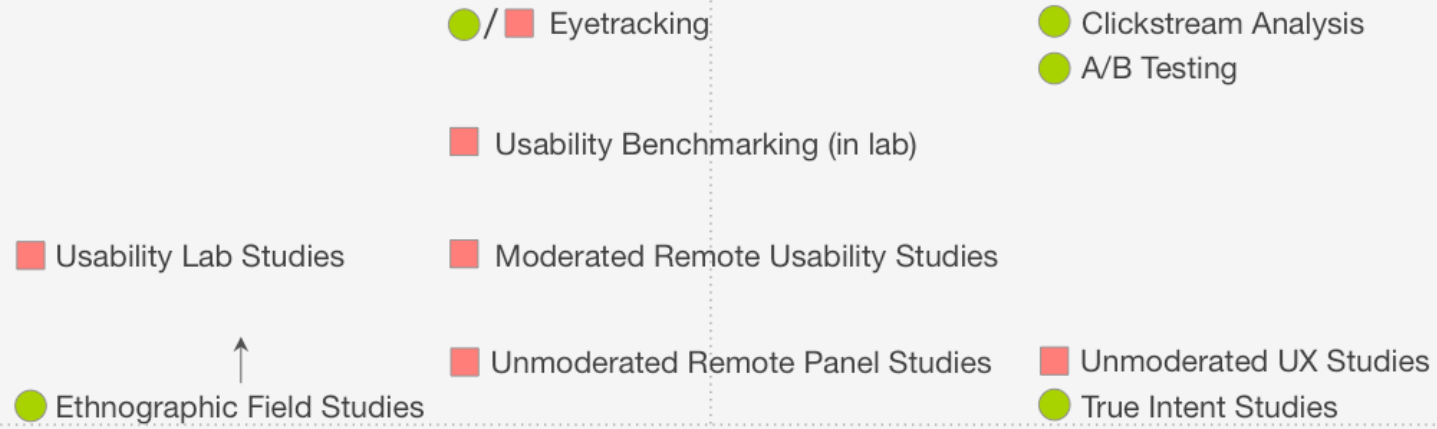 / Eyetracking
Clickstream Analysis
A/B Testing
Usability Benchmarking (in lab)
Usability Lab Studies
Moderated Remote Usability Studies
Unmoderated Remote Panel Studies
Unmoderated UX Studies
Ethnographic Field Studies
True Intent Studies